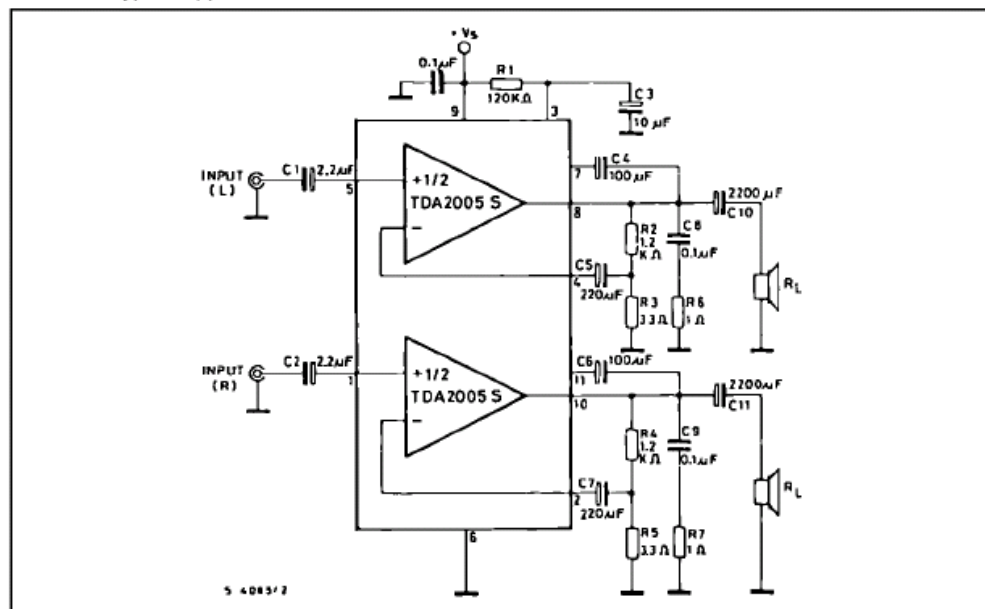 + Vs
0.1µF
R1
120KΩ
C3
10 µF
9
3
INPUT
(L)
C1
2.2µF
5
+1/2
TDA2005 S
−
7
C4
100µF
8
2200µF
C10
R2
1.2
KΩ
C8
0.1µF
C5
220µF
4
R3
3.3Ω
R6
1Ω
RL
INPUT
(R)
C2
2.2µF
1
+1/2
TDA2005 S
−
C6
100µF
11
10
2200µF
C11
R4
1.2
KΩ
C9
0.1µF
C7
220µF
2
R5
3.3Ω
R7
1Ω
RL
6